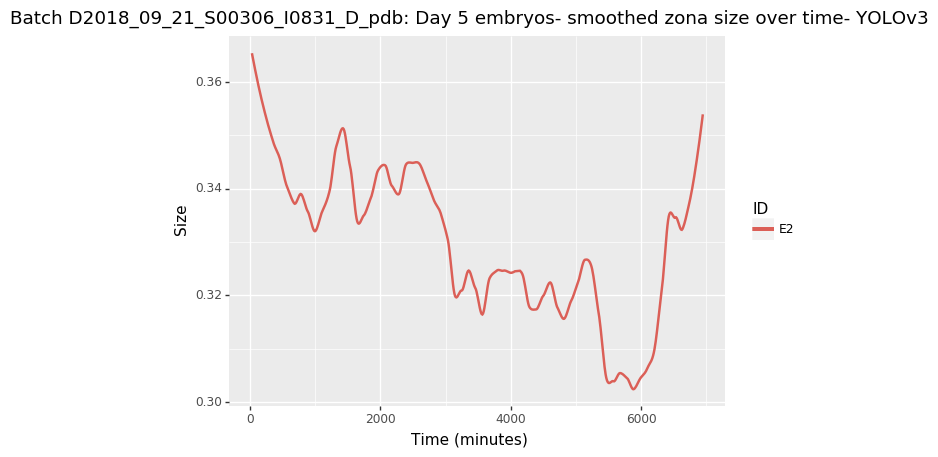 Batch D2018_09_21_S00306_I0831_D_pdb: Day 5 embryos- smoothed zona size over time- YOLOv3
0.36
0.34
0.32
0.30
Size
0
2000
4000
6000
Time (minutes)
ID
E2